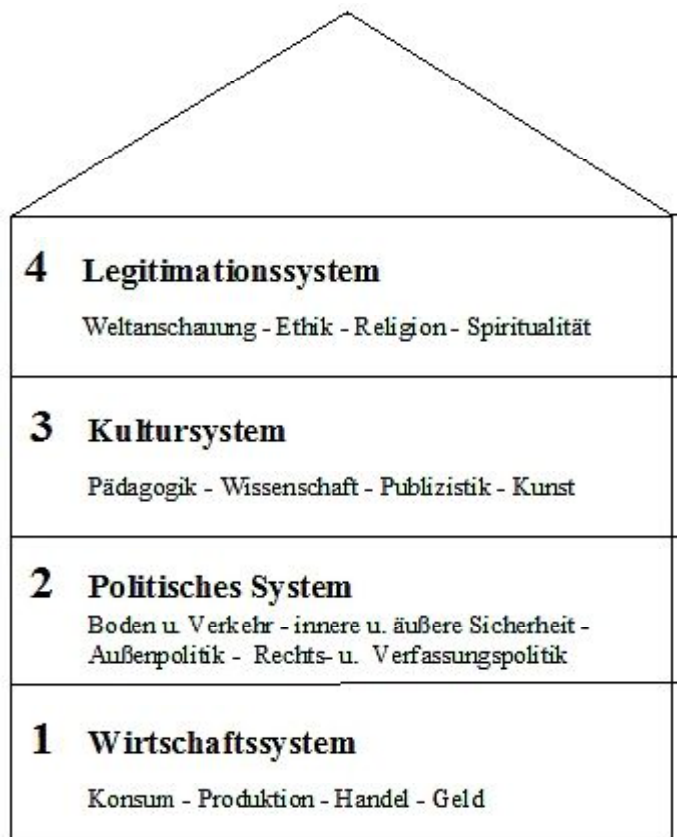 4 Legitimationssystem
Weltanschauung - Ethik - Religion - Spiritualität
3 Kultursystem
Pädagogik - Wissenschaft - Publizistik - Kunst
2 Politisches System
Boden u. Verkehr - innere u. äußere Sicherheit -
Außenpolitik - Rechts- u. Verfassungspolitik
1 Wirtschaftssystem
Konsum - Produktion - Handel - Geld